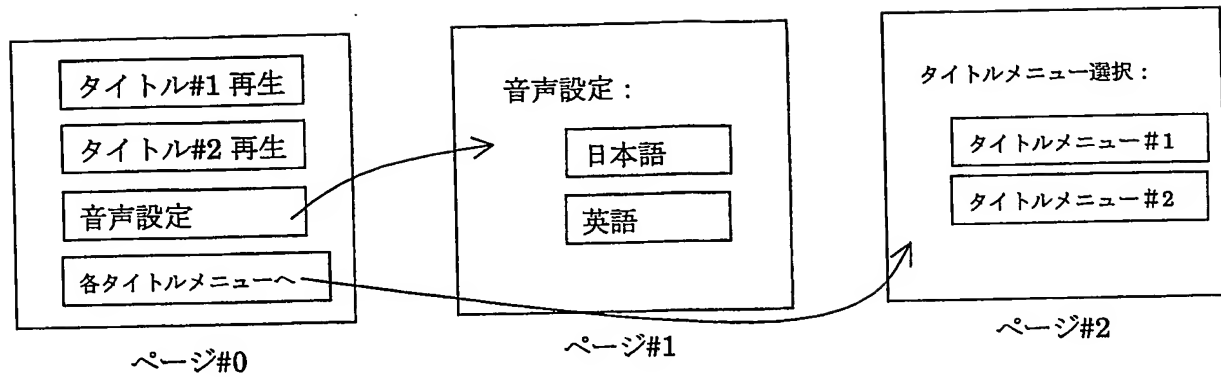 タイトル#1 再生
タイトル#2 再生
音声設定
各タイトルメニューへ
ページ#0
音声設定：
日本語
英語
ページ#1
タイトルメニュー選択：
タイトルメニュー#1
タイトルメニュー#2
ページ#2